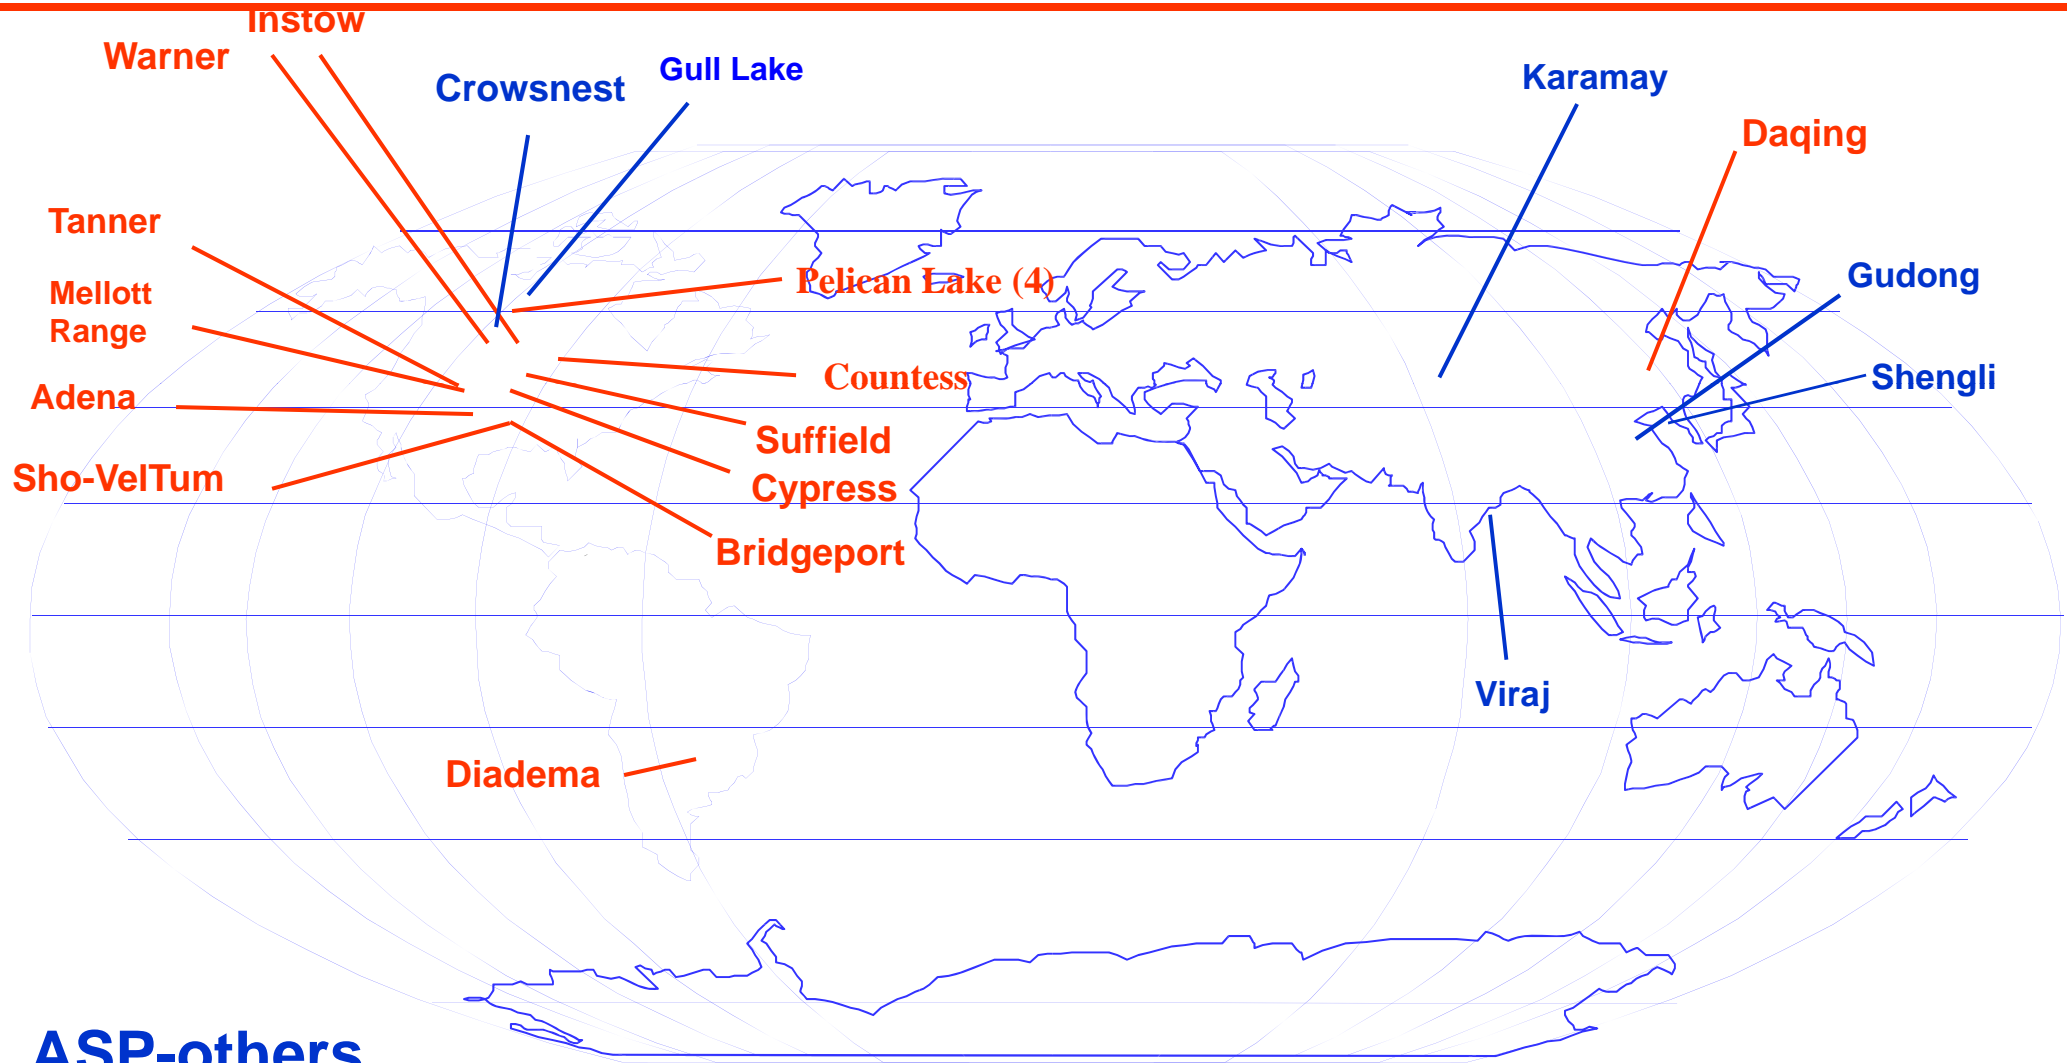 Instow
Warner
Crowsnest
Gull Lake
Karamay
Daqing
Tanner
Mellott
Range
Pelican Lake (4)
Gudong
Adena
Countess
Shengli
Suffield
Sho-VelTum
Cypress
Bridgeport
Viraj
Diadema
ASP-others